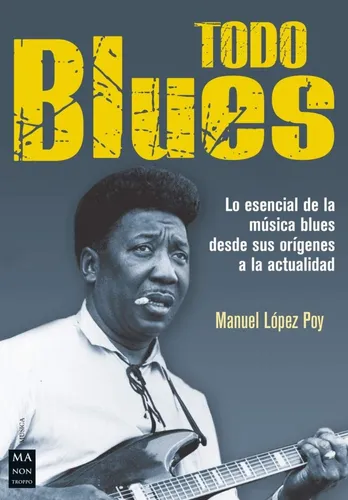 TODO
Blues
Lo esencial de la
música blues
desde sus orígenes
a la actualidad
Manuel López Poy
MÚSICA
MA
NON
TROPPO